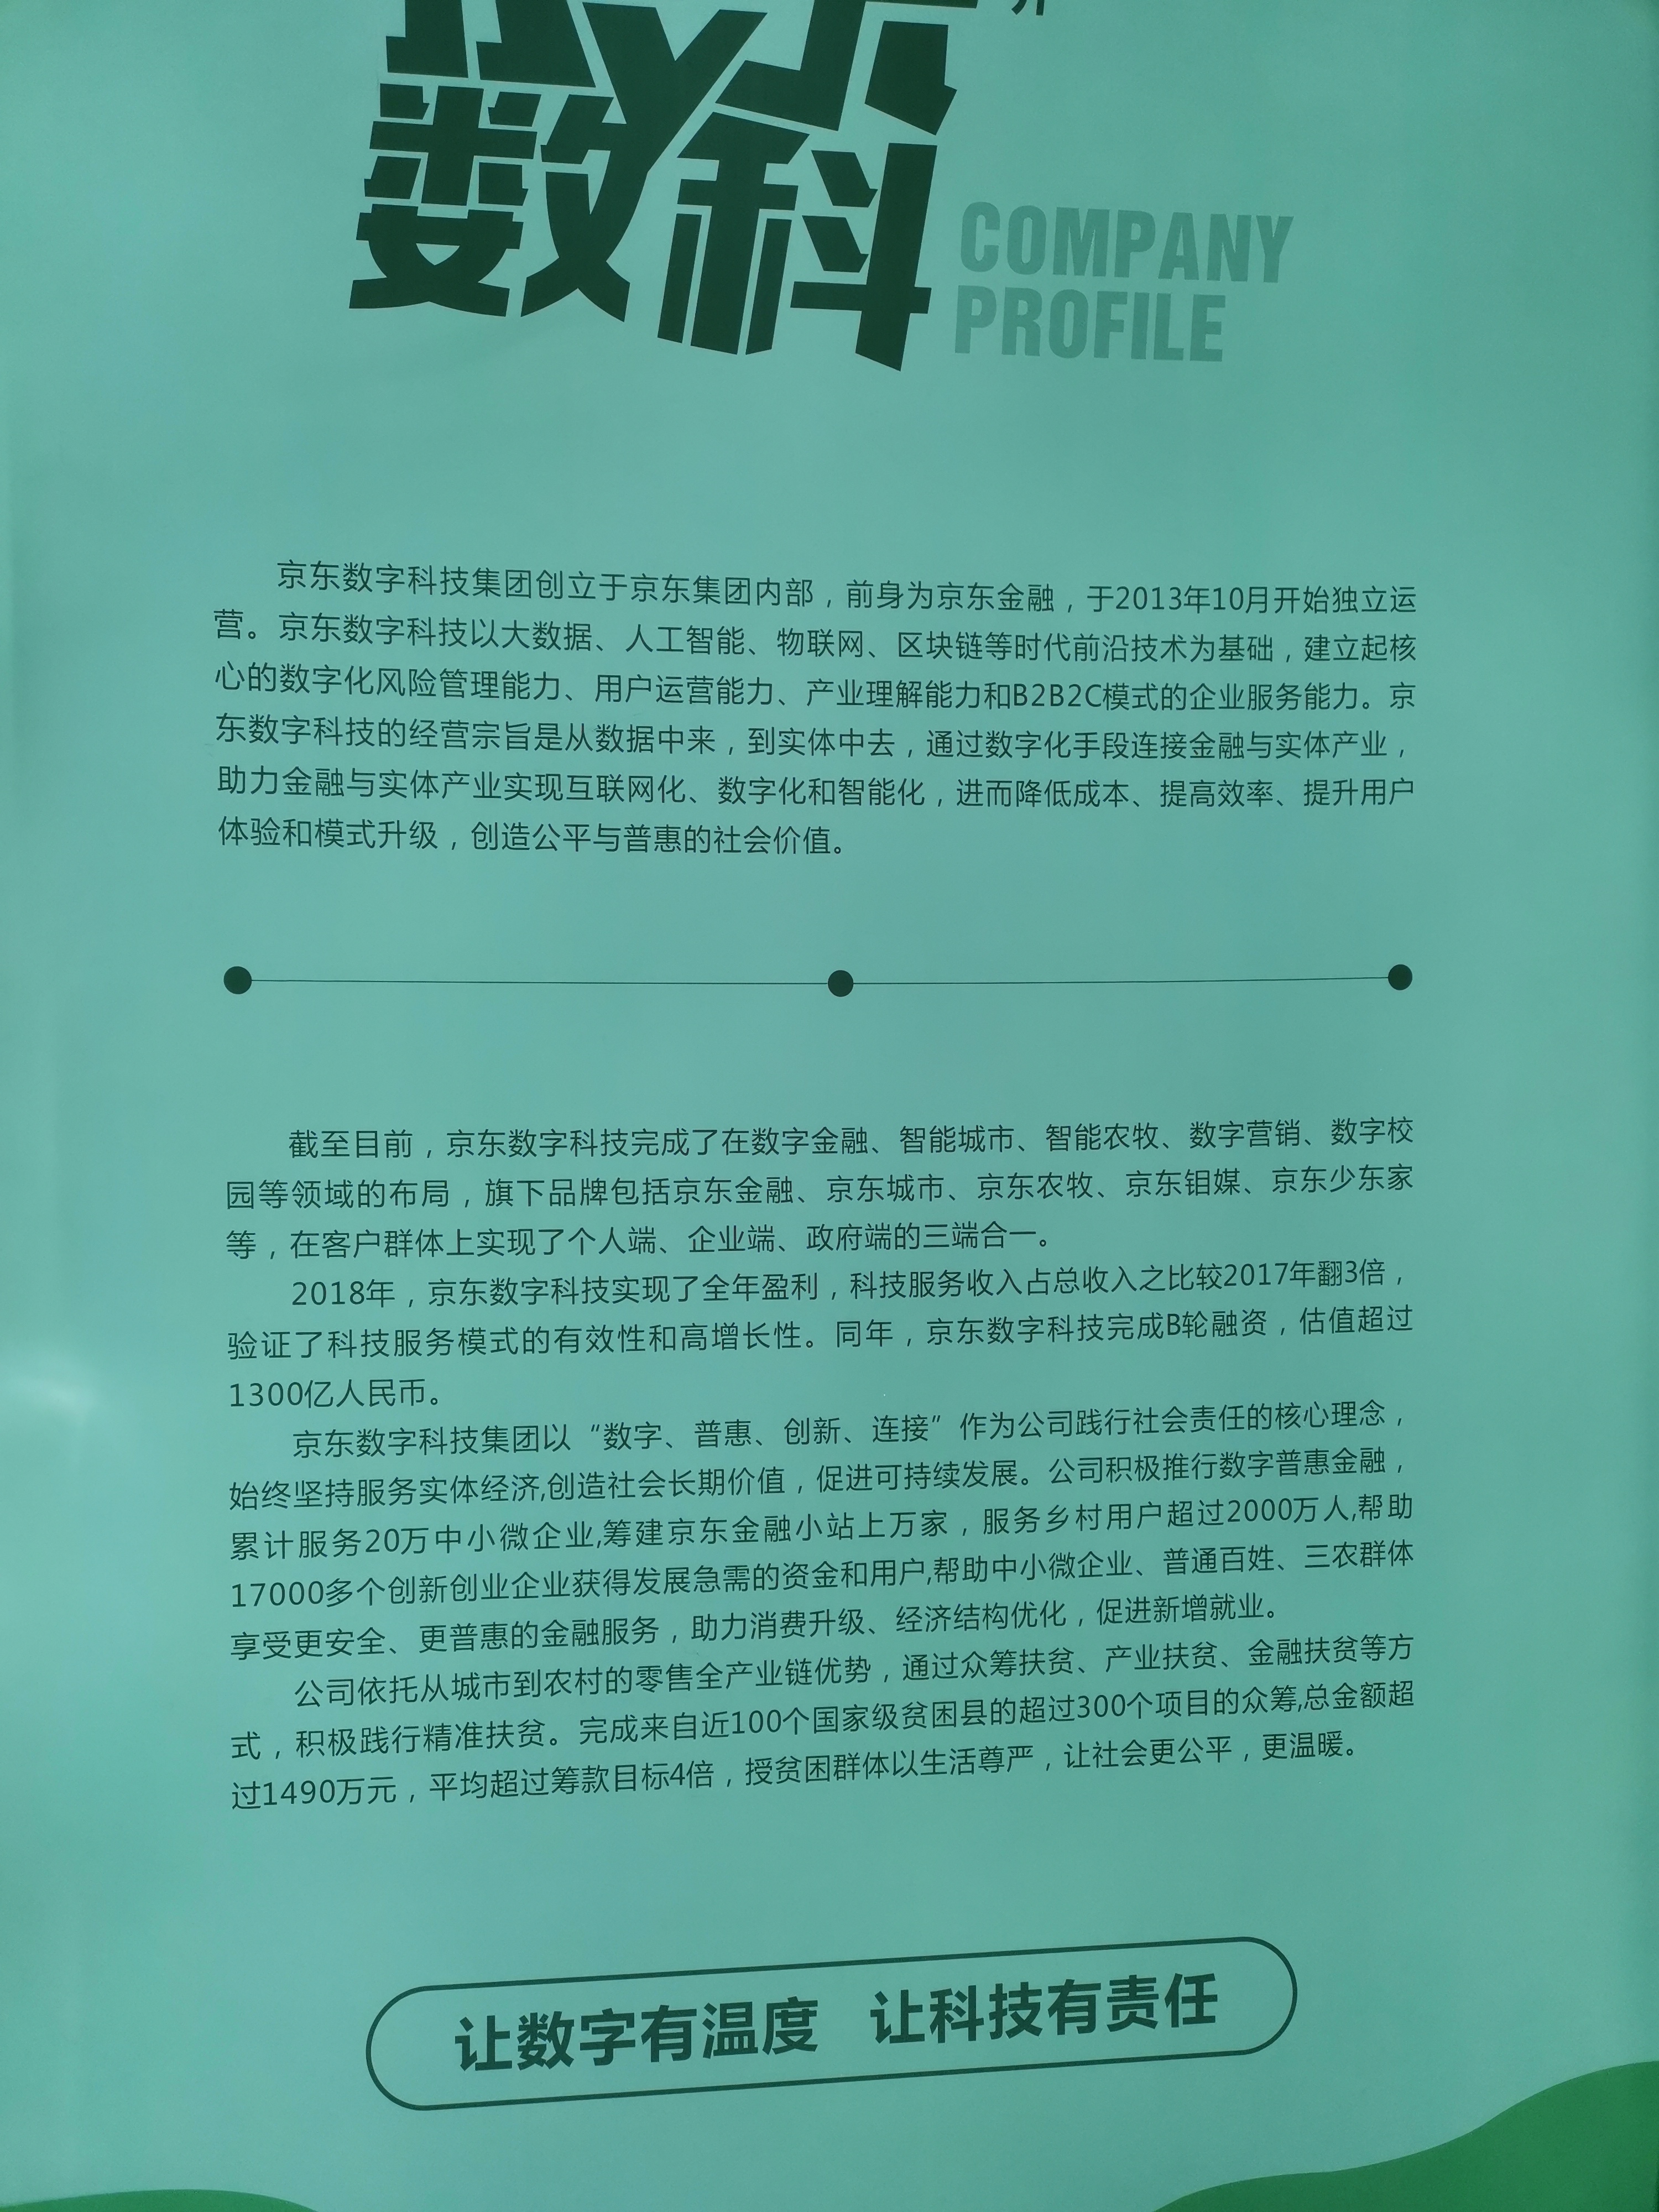 数科
COMPANY
PROFILE
京东数字科技集团创立于京东集团内部，前身为京东金融，于2013年10月开始独立运
营。京东数字科技以大数据、人工智能、物联网、区块链等时代前沿技术为基础，建立起核
心的数字化风险管理能力、用户运营能力、产业理解能力和B2B2C模式的企业服务能力。京
东数字科技的经营宗旨是从数据中来，到实体中去，通过数字化手段连接金融与实体产业，
助力金融与实体产业实现互联网化、数字化和智能化，进而降低成本、提高效率、提升用户
体验和模式升级，创造公平与普惠的社会价值。
截至目前，京东数字科技完成了在数字金融、智能城市、智能农牧、数字营销、数字校
园等领域的布局，旗下品牌包括京东金融、京东城市、京东农牧、京东钼媒、京东少东家
等，在客户群体上实现了个人端、企业端、政府端的三端合一。
2018年，京东数字科技实现了全年盈利，科技服务收入占总收入之比较2017年翻3倍，
验证了科技服务模式的有效性和高增长性。同年，京东数字科技完成B轮融资，估值超过
1300亿人民币。
京东数字科技集团以“数字、普惠、创新、连接”作为公司践行社会责任的核心理念，
始终坚持服务实体经济,创造社会长期价值，促进可持续发展。公司积极推行数字普惠金融，
累计服务20万中小微企业,筹建京东金融小站上万家，服务乡村用户超过2000万人,帮助
17000多个创新创业企业获得发展急需的资金和用户,帮助中小微企业、普通百姓、三农群体
享受更安全、更普惠的金融服务，助力消费升级、经济结构优化，促进新增就业。
公司依托从城市到农村的零售全产业链优势，通过众筹扶贫、产业扶贫、金融扶贫等方
式，积极践行精准扶贫。完成来自近100个国家级贫困县的超过300个项目的众筹,总金额超
过1490万元，平均超过筹款目标4倍，授贫困群体以生活尊严，让社会更公平，更温暖。
让数字有温度 让科技有责任